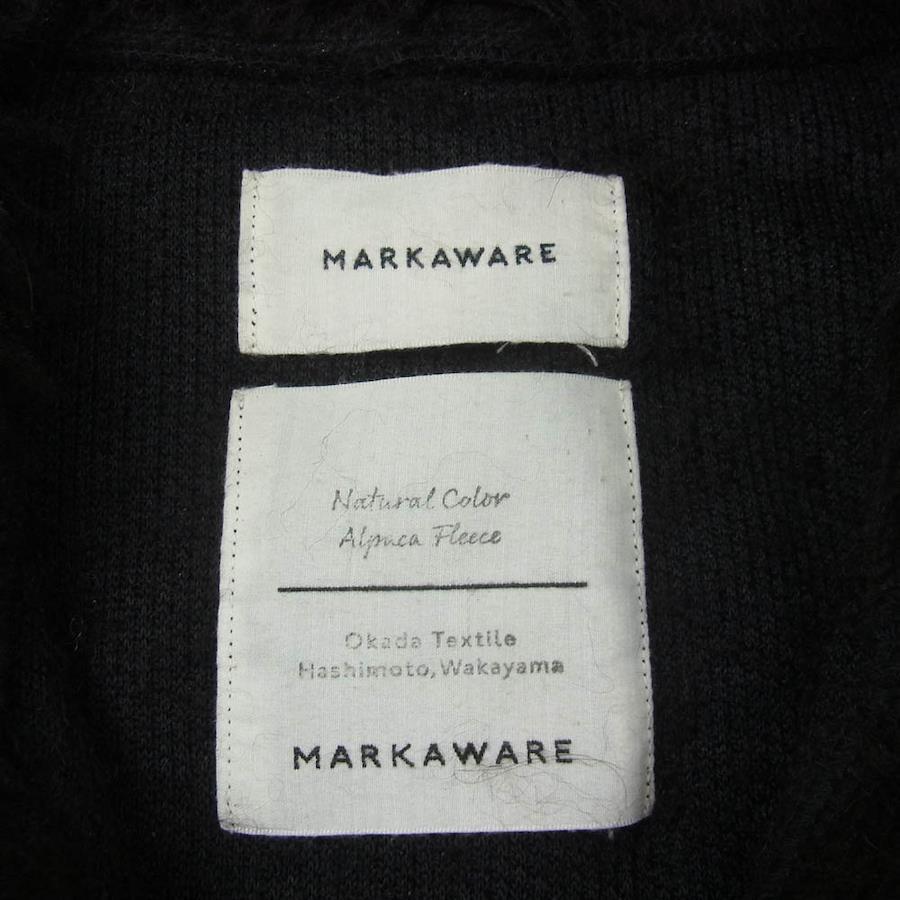 MARKAWARE
Natural Color
Alpaca Fleece
Okada Textile
Hashimoto, Wakayama
MARKAWARE